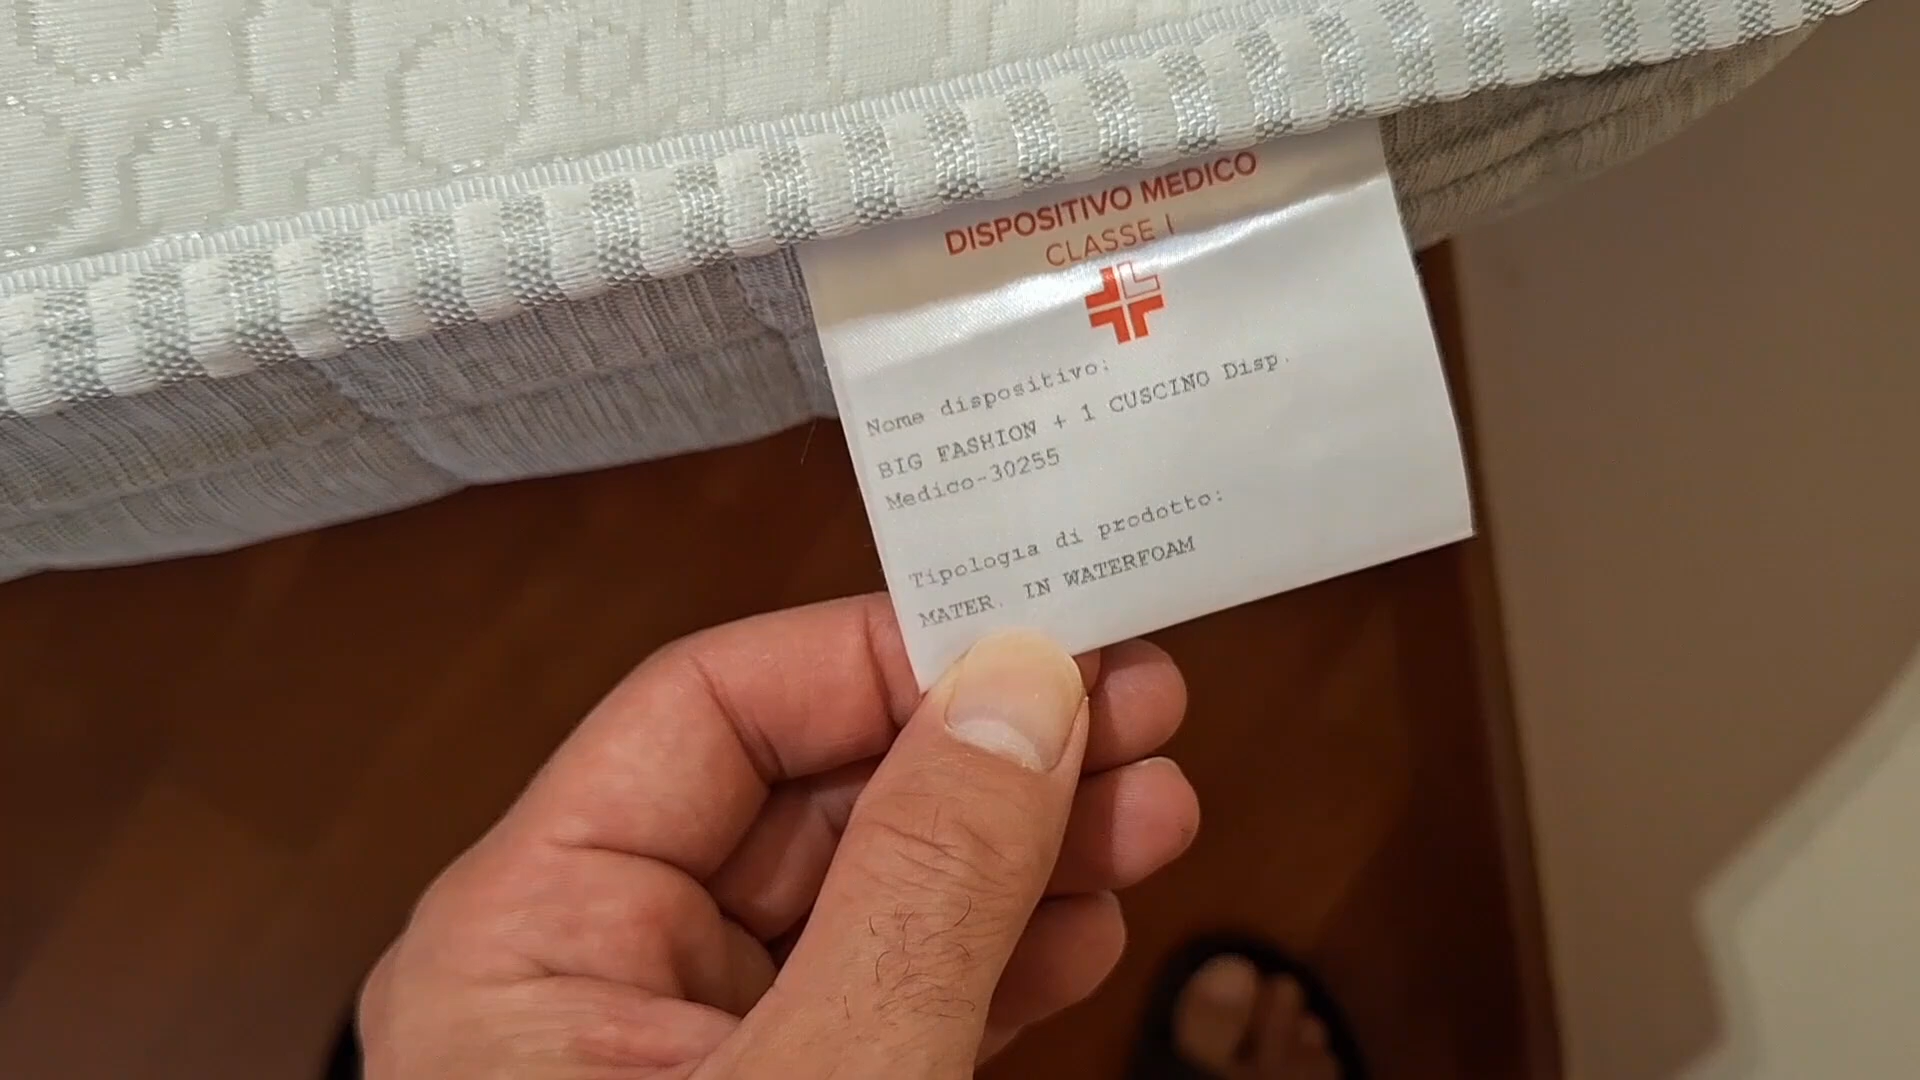 DISPOSITIVO MEDICO
CLASSE I
Nome dispositivo:
BIG FASHION + 1 CUSCINO Disp.
Medico-30255
Tipologia di prodotto:
MATER. IN WATERFOAM